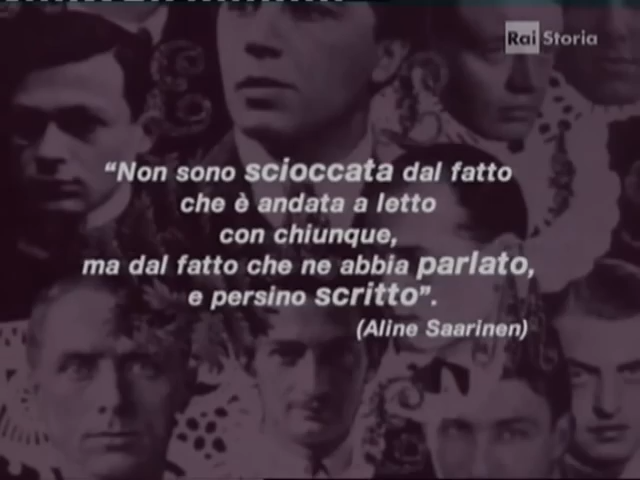 Rai Storia
“Non sono scioccata dal fatto
che è andata a letto
con chiunque,
ma dal fatto che ne abbia parlato,
e persino scritto”.
(Aline Saarinen)